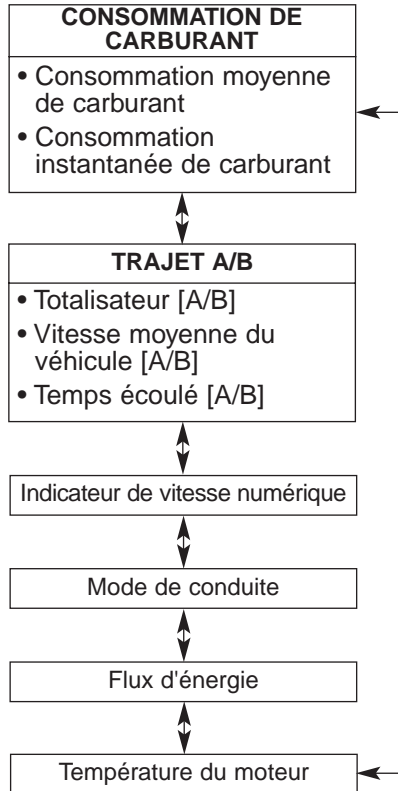 CONSOMMATION DE
CARBURANT
• Consommation moyenne
de carburant
• Consommation
instantanée de carburant
TRAJET A/B
• Totalisateur [A/B]
• Vitesse moyenne du
véhicule [A/B]
• Temps écoulé [A/B]
Indicateur de vitesse numérique
Mode de conduite
Flux d'énergie
Température du moteur